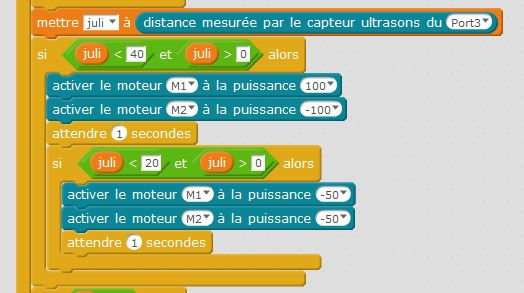 mettre juli à distance mesurée par le capteur ultrasons du Port3
si juli < 40 et juli > 0 alors
activer le moteur M1 à la puissance 100
activer le moteur M2 à la puissance -100
attendre 1 secondes
si juli < 20 et juli > 0 alors
activer le moteur M1 à la puissance -50
activer le moteur M2 à la puissance -50
attendre 1 secondes